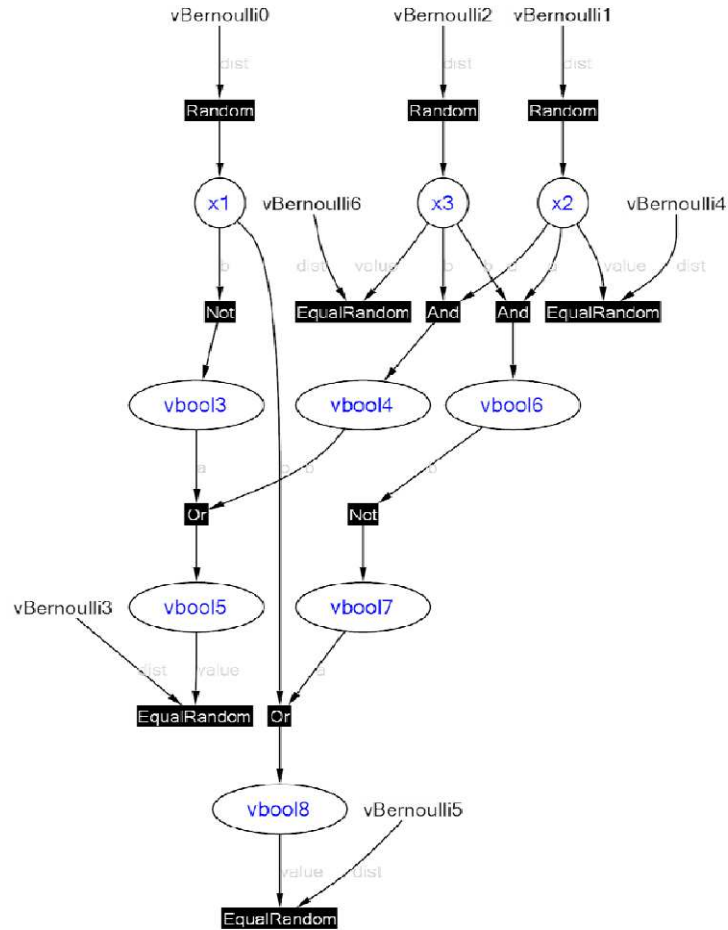 vBernoulli0 vBernoulli2 vBernoulli1
dist dist dist
Random Random Random
x1 vBernoulli6 x3 x2 vBernoulli4
b dist value b b a a value dist
Not EqualRandom And And EqualRandom
vbool3 vbool4 vbool6
a b b b
Or Not
vbool5 vbool7
vBernoulli3
dist value a
EqualRandom Or
vbool8 vBernoulli5
value dist
EqualRandom